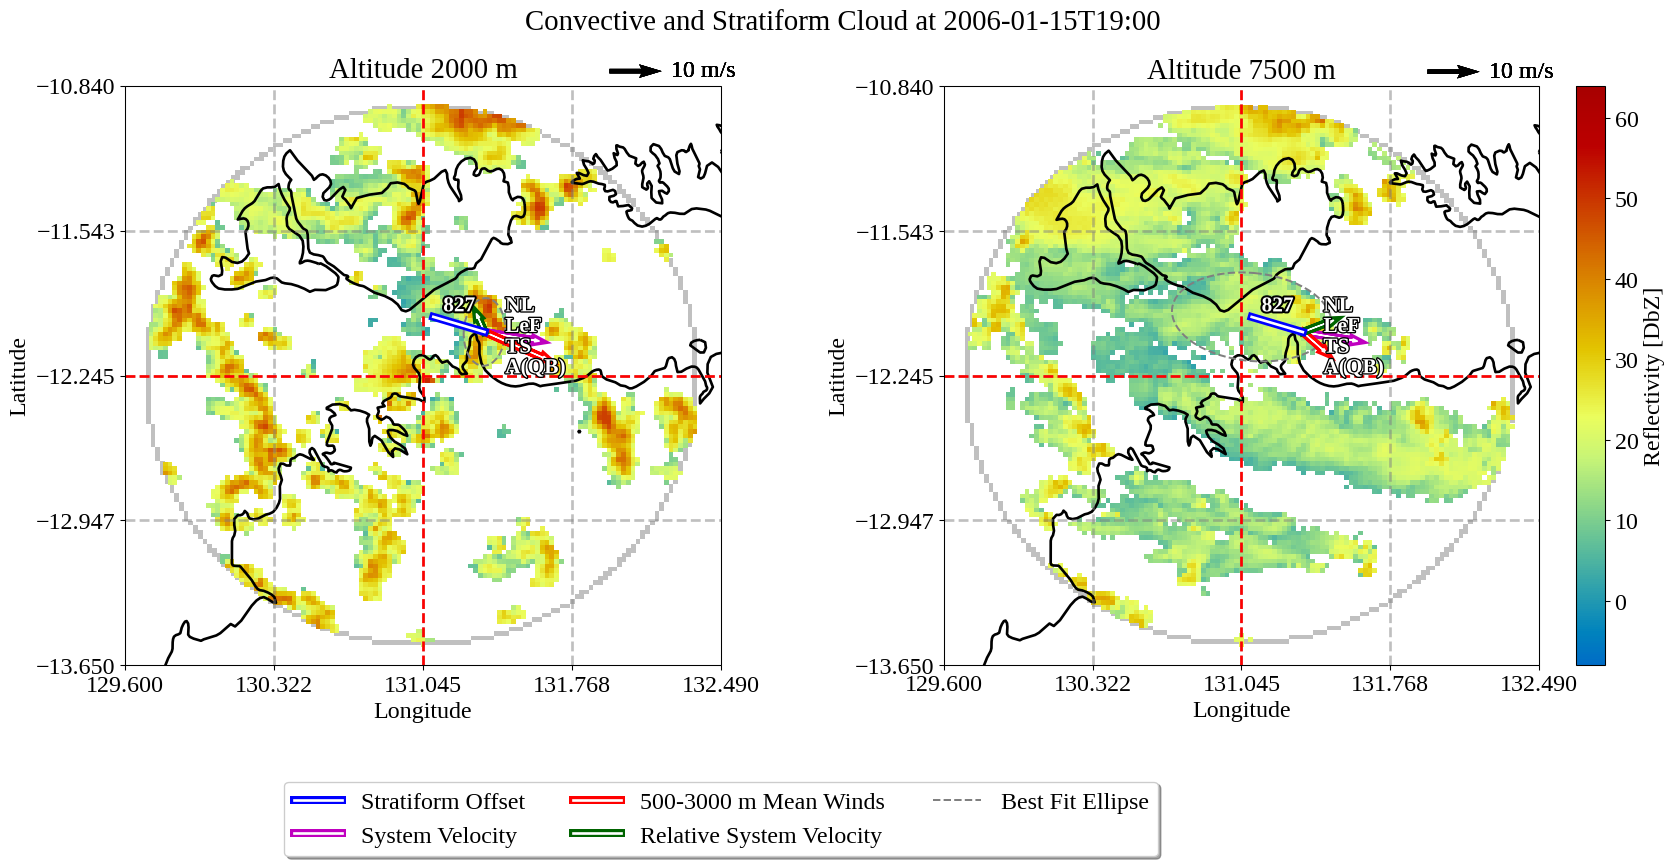 Convective and Stratiform Cloud at 2006-01-15T19:00
Altitude 2000 m
10 m/s
−10.840
−11.543
−12.245
−12.947
−13.650
Latitude
827
NL
LeF
TS
A(QB)
129.600
130.322
131.045
131.768
132.490
Longitude
Altitude 7500 m
10 m/s
−10.840
−11.543
−12.245
−12.947
−13.650
Latitude
827
NL
LeF
TS
A(QB)
129.600
130.322
131.045
131.768
132.490
Longitude
60
50
40
30
20
10
0
Reflectivity [DbZ]
Stratiform Offset
System Velocity
500-3000 m Mean Winds
Relative System Velocity
Best Fit Ellipse